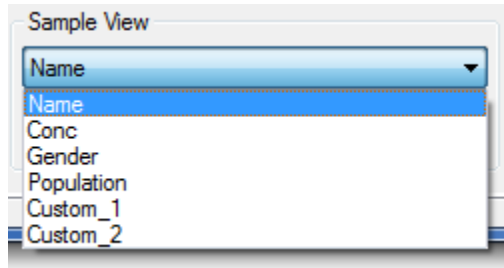 Sample View
Name
Name
Conc
Gender
Population
Custom_1
Custom_2